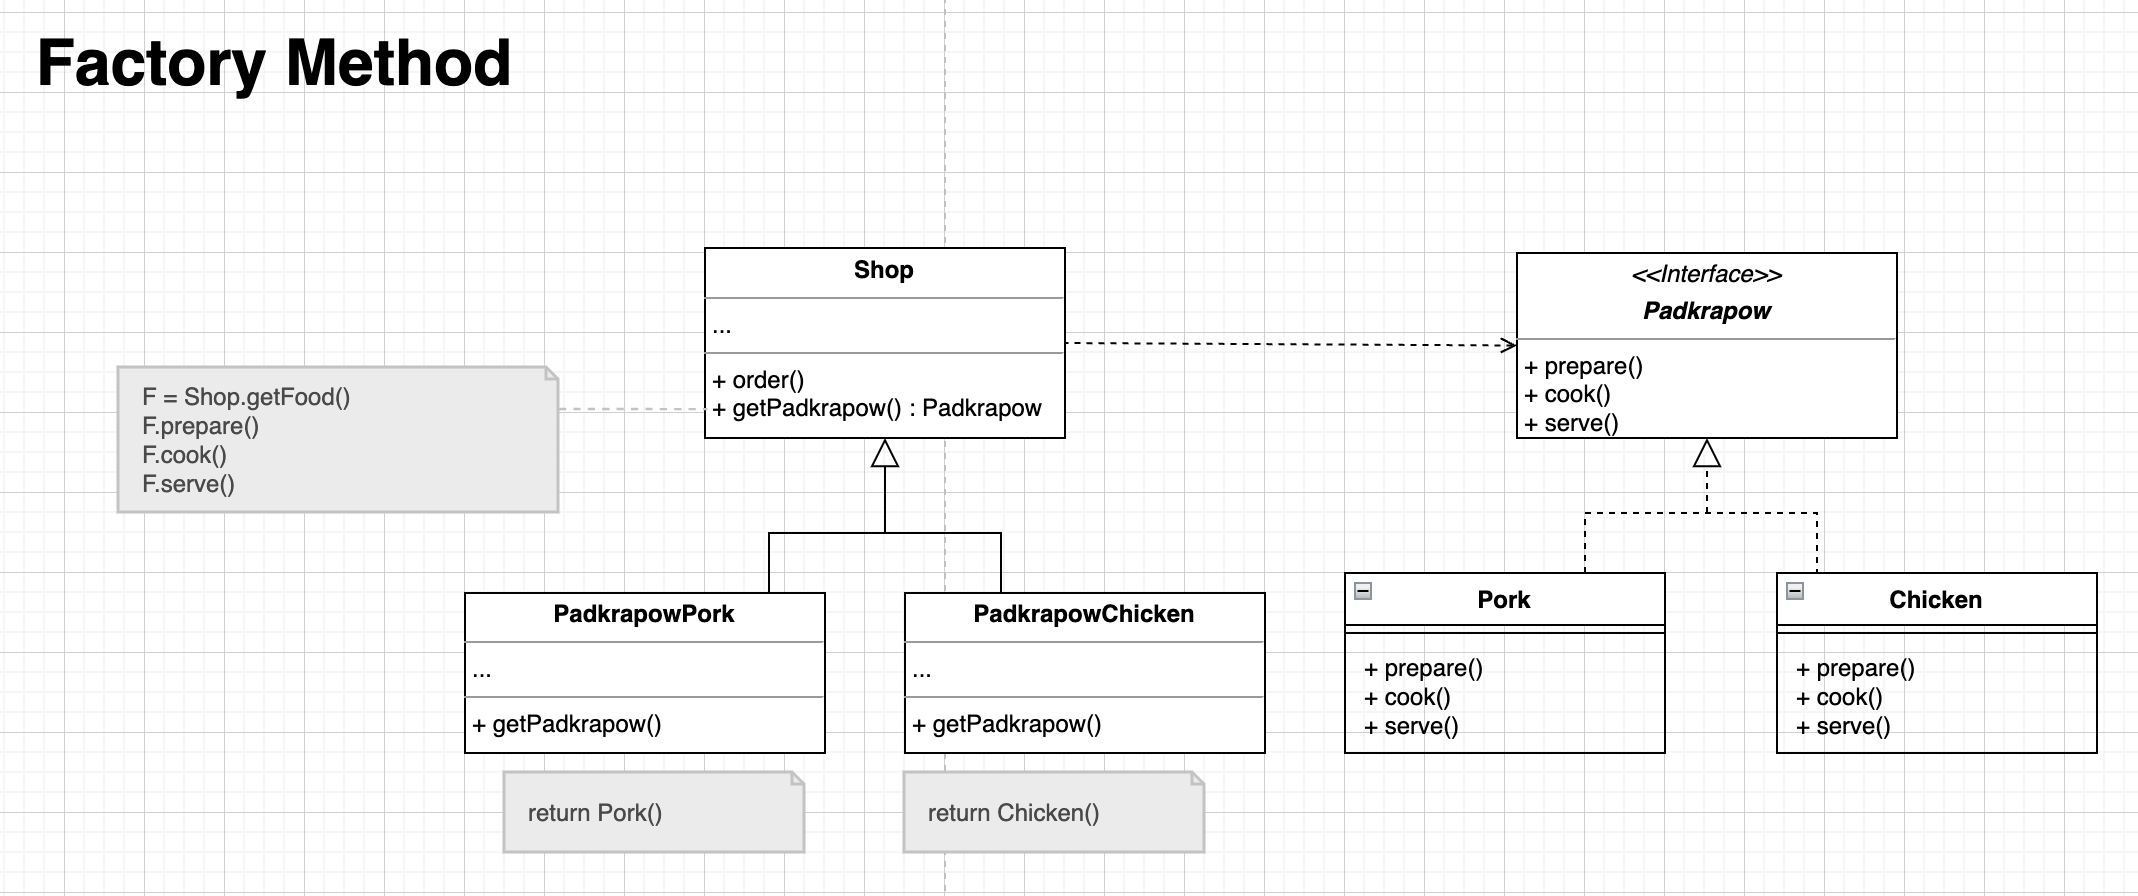 Factory Method
Shop
...
+ order()
+ getPadkrapow() : Padkrapow
<<Interface>>
Padkrapow
+ prepare()
+ cook()
+ serve()
F = Shop.getFood()
F.prepare()
F.cook()
F.serve()
PadkrapowPork
...
+ getPadkrapow()
PadkrapowChicken
...
+ getPadkrapow()
Pork
+ prepare()
+ cook()
+ serve()
Chicken
+ prepare()
+ cook()
+ serve()
return Pork()
return Chicken()